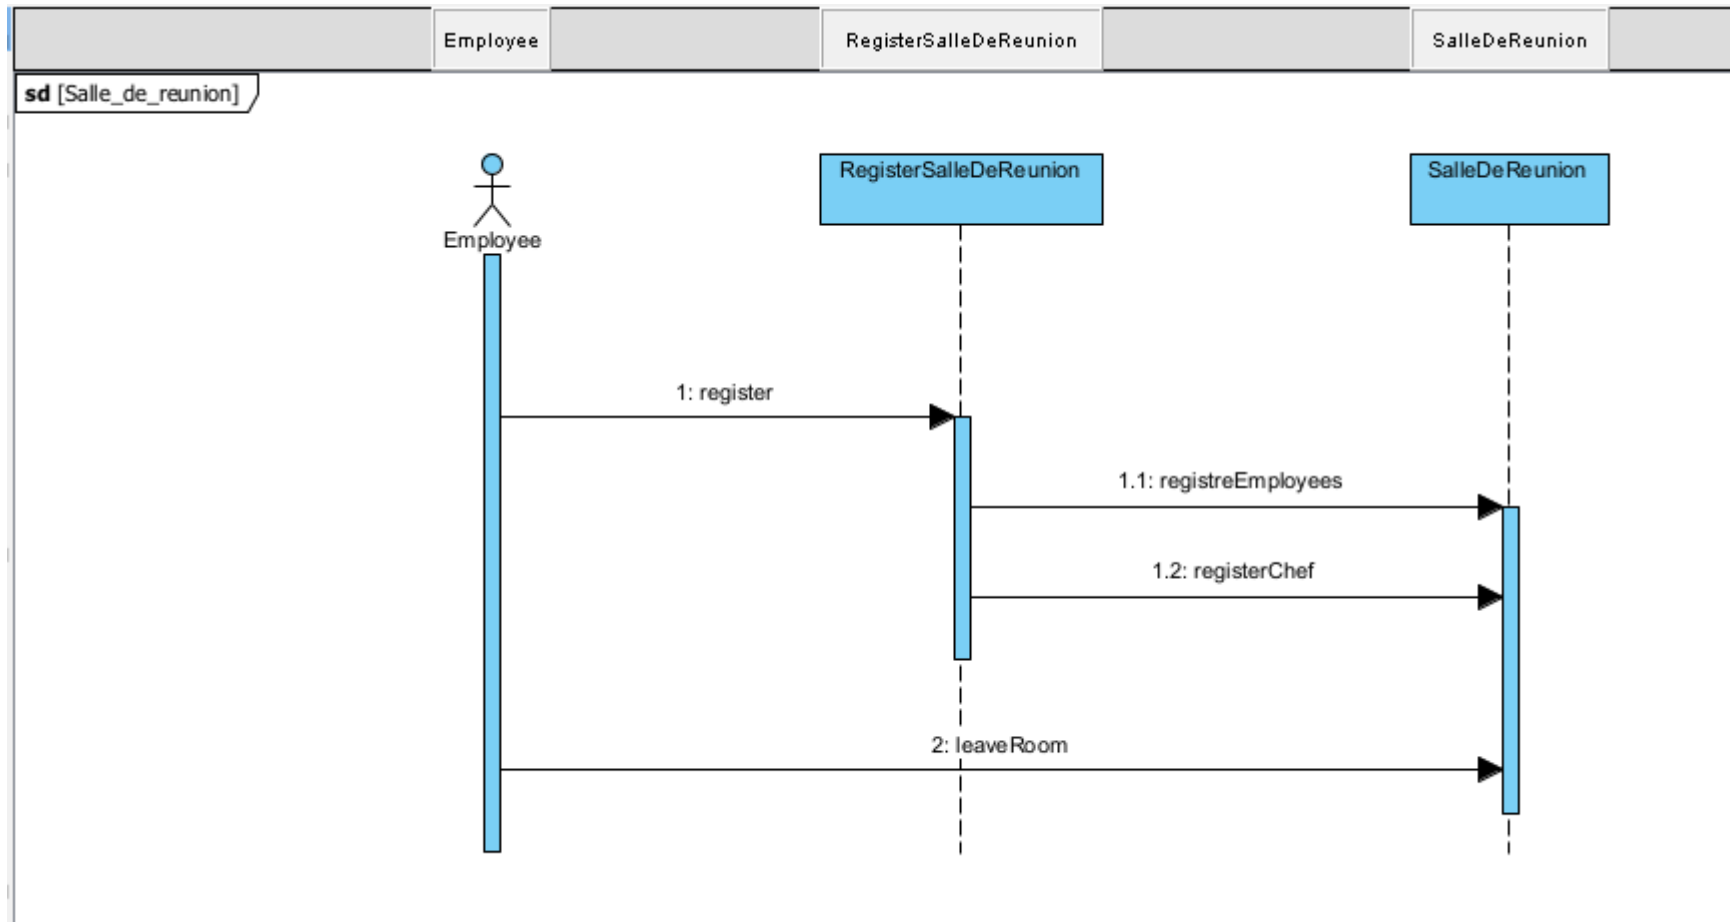 Employee
RegisterSalleDeReunion
SalleDeReunion
sd [Salle_de_reunion]
RegisterSalleDeReunion
SalleDeReunion
Employee
1: register
1.1: registreEmployees
1.2: registerChef
2: leaveRoom